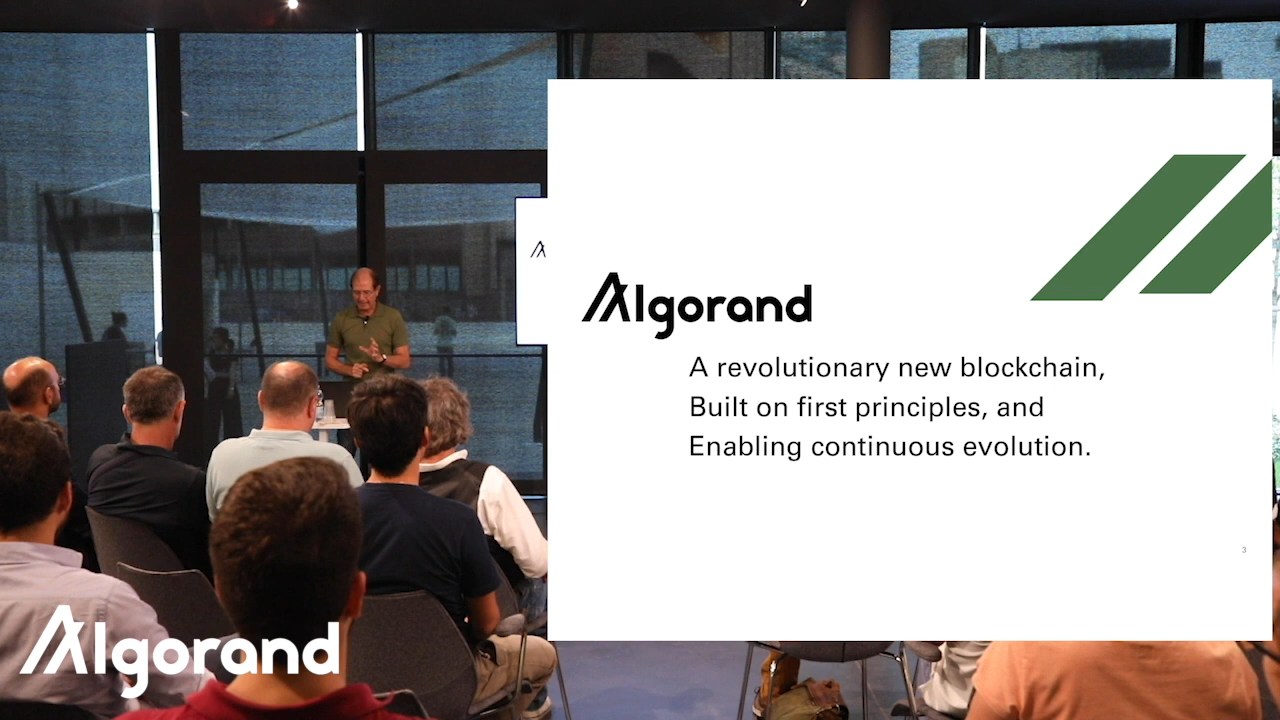 Algorand
A revolutionary new blockchain,
Built on first principles, and
Enabling continuous evolution.
3
Algorand